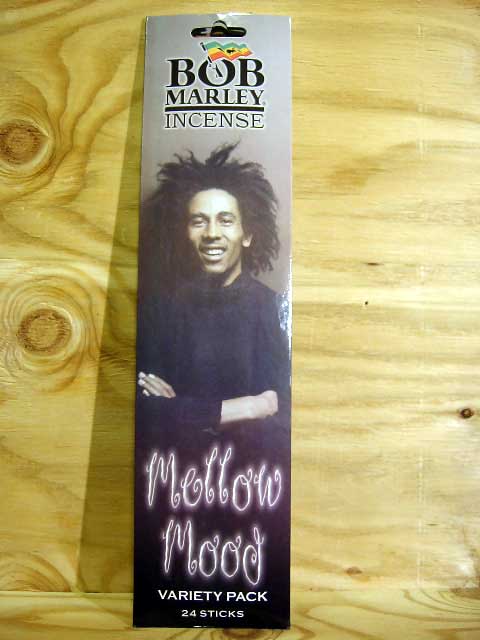 BOB
MARLEY
INCENSE
Mellow
Mood
VARIETY PACK
24 STICKS